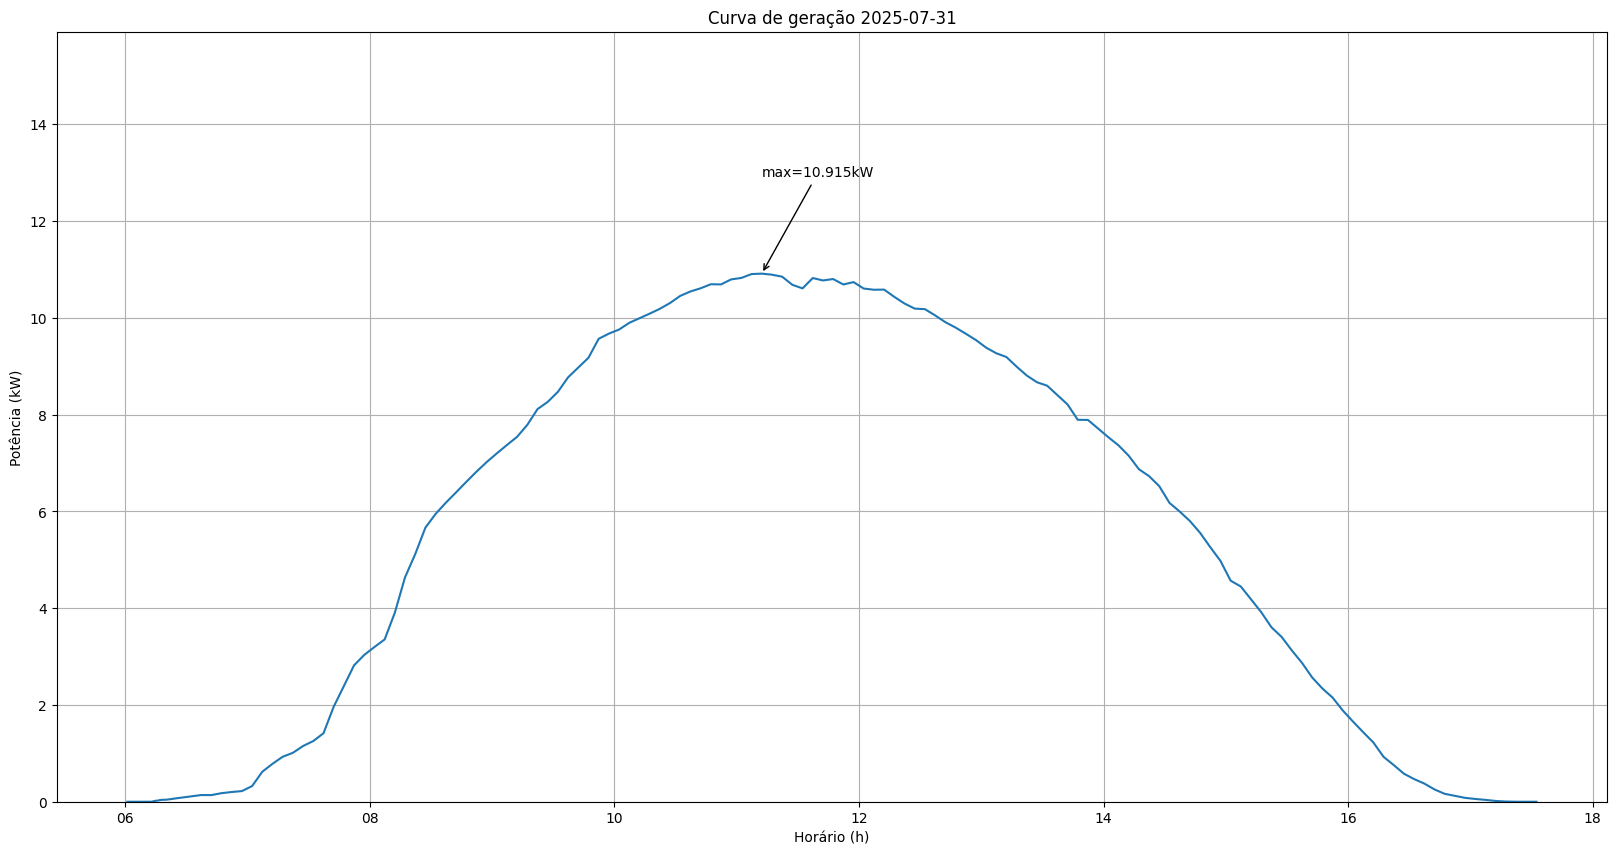 Curva de geração 2025-07-31
14
12
10
8
6
4
2
0
Potência (kW)
max=10.915kW
06 08 10 12 14 16 18
Horário (h)